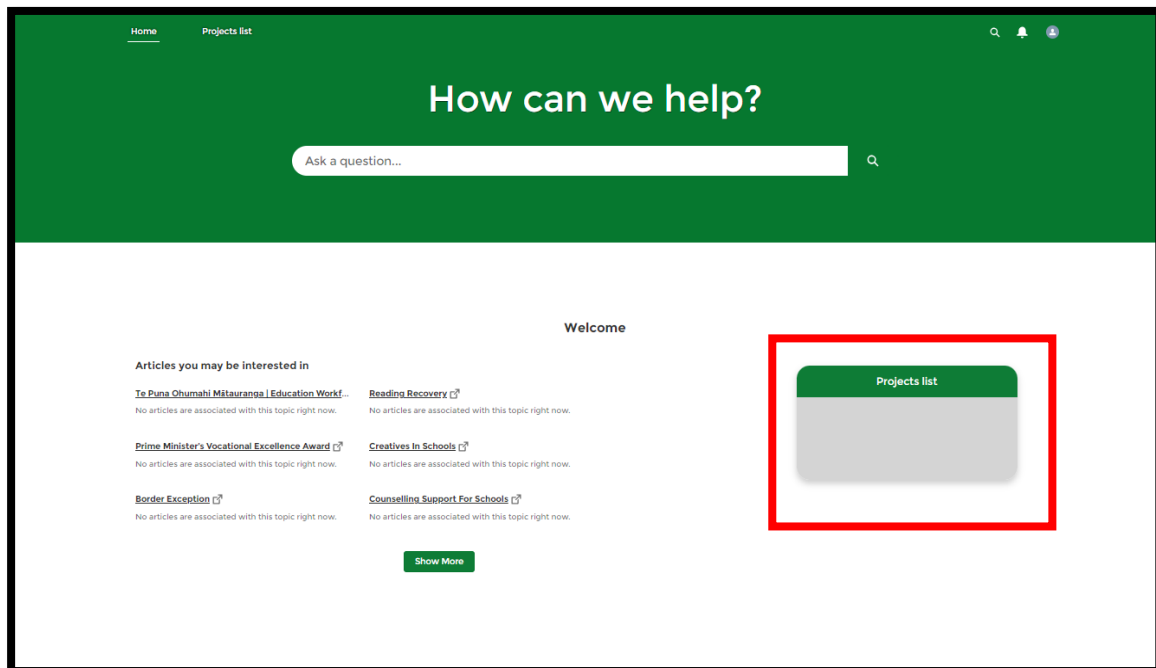 Home Projects list
How can we help?
Ask a question...
Welcome
Articles you may be interested in
Te Puna Ohumahi Mātauranga | Education Workf...
No articles are associated with this topic right now.
Reading Recovery
No articles are associated with this topic right now.
Prime Minister's Vocational Excellence Award
No articles are associated with this topic right now.
Creatives In Schools
No articles are associated with this topic right now.
Border Exception
No articles are associated with this topic right now.
Counselling Support For Schools
No articles are associated with this topic right now.
Show More
Projects list